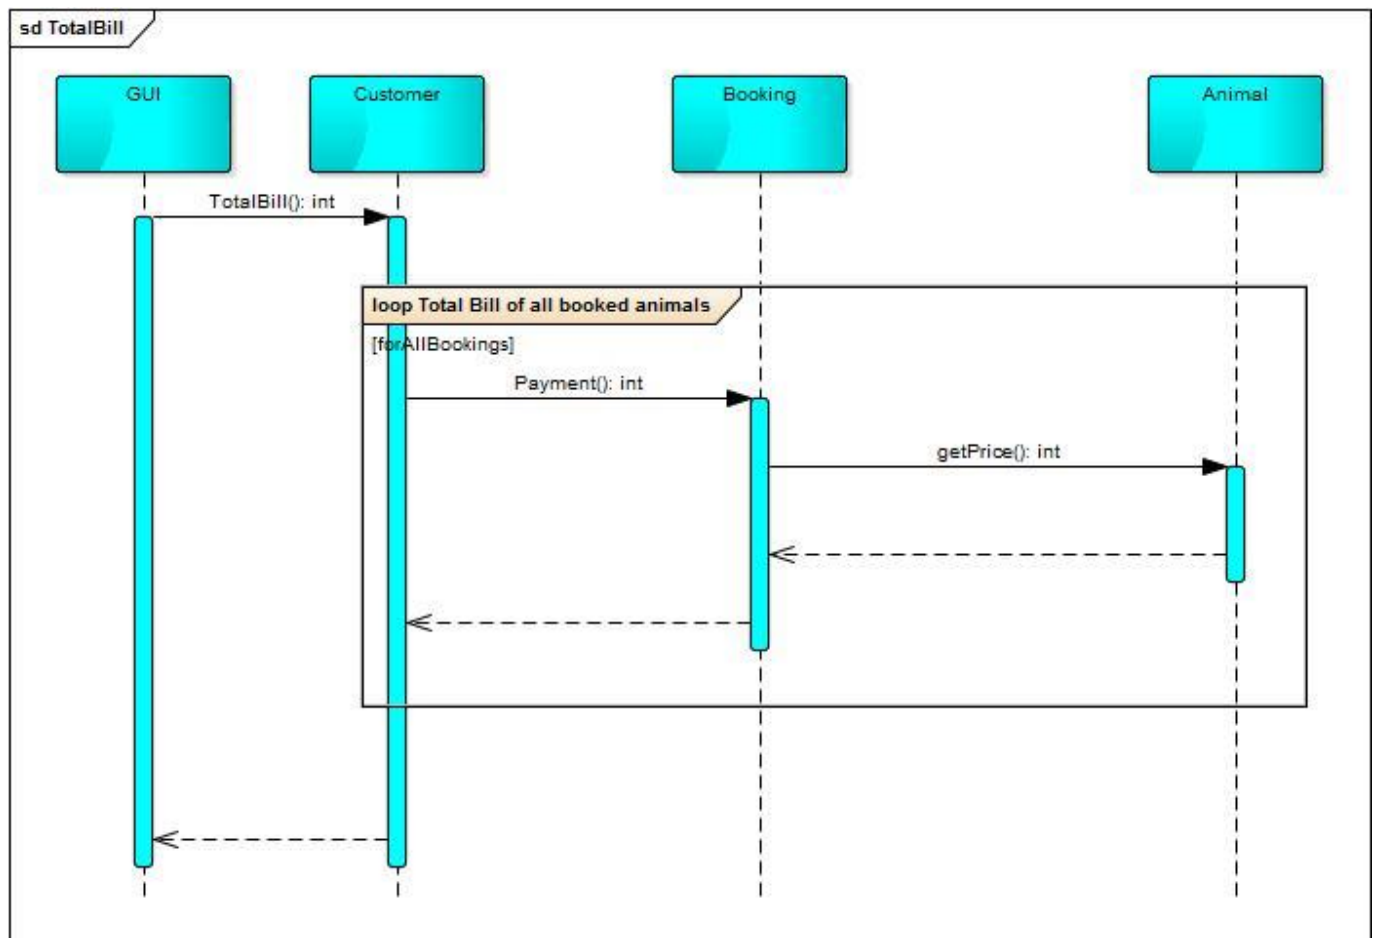 sd TotalBill
GUI
Customer
Booking
Animal
TotalBill(): int
loop Total Bill of all booked animals
[forAllBookings]
Payment(): int
getPrice(): int